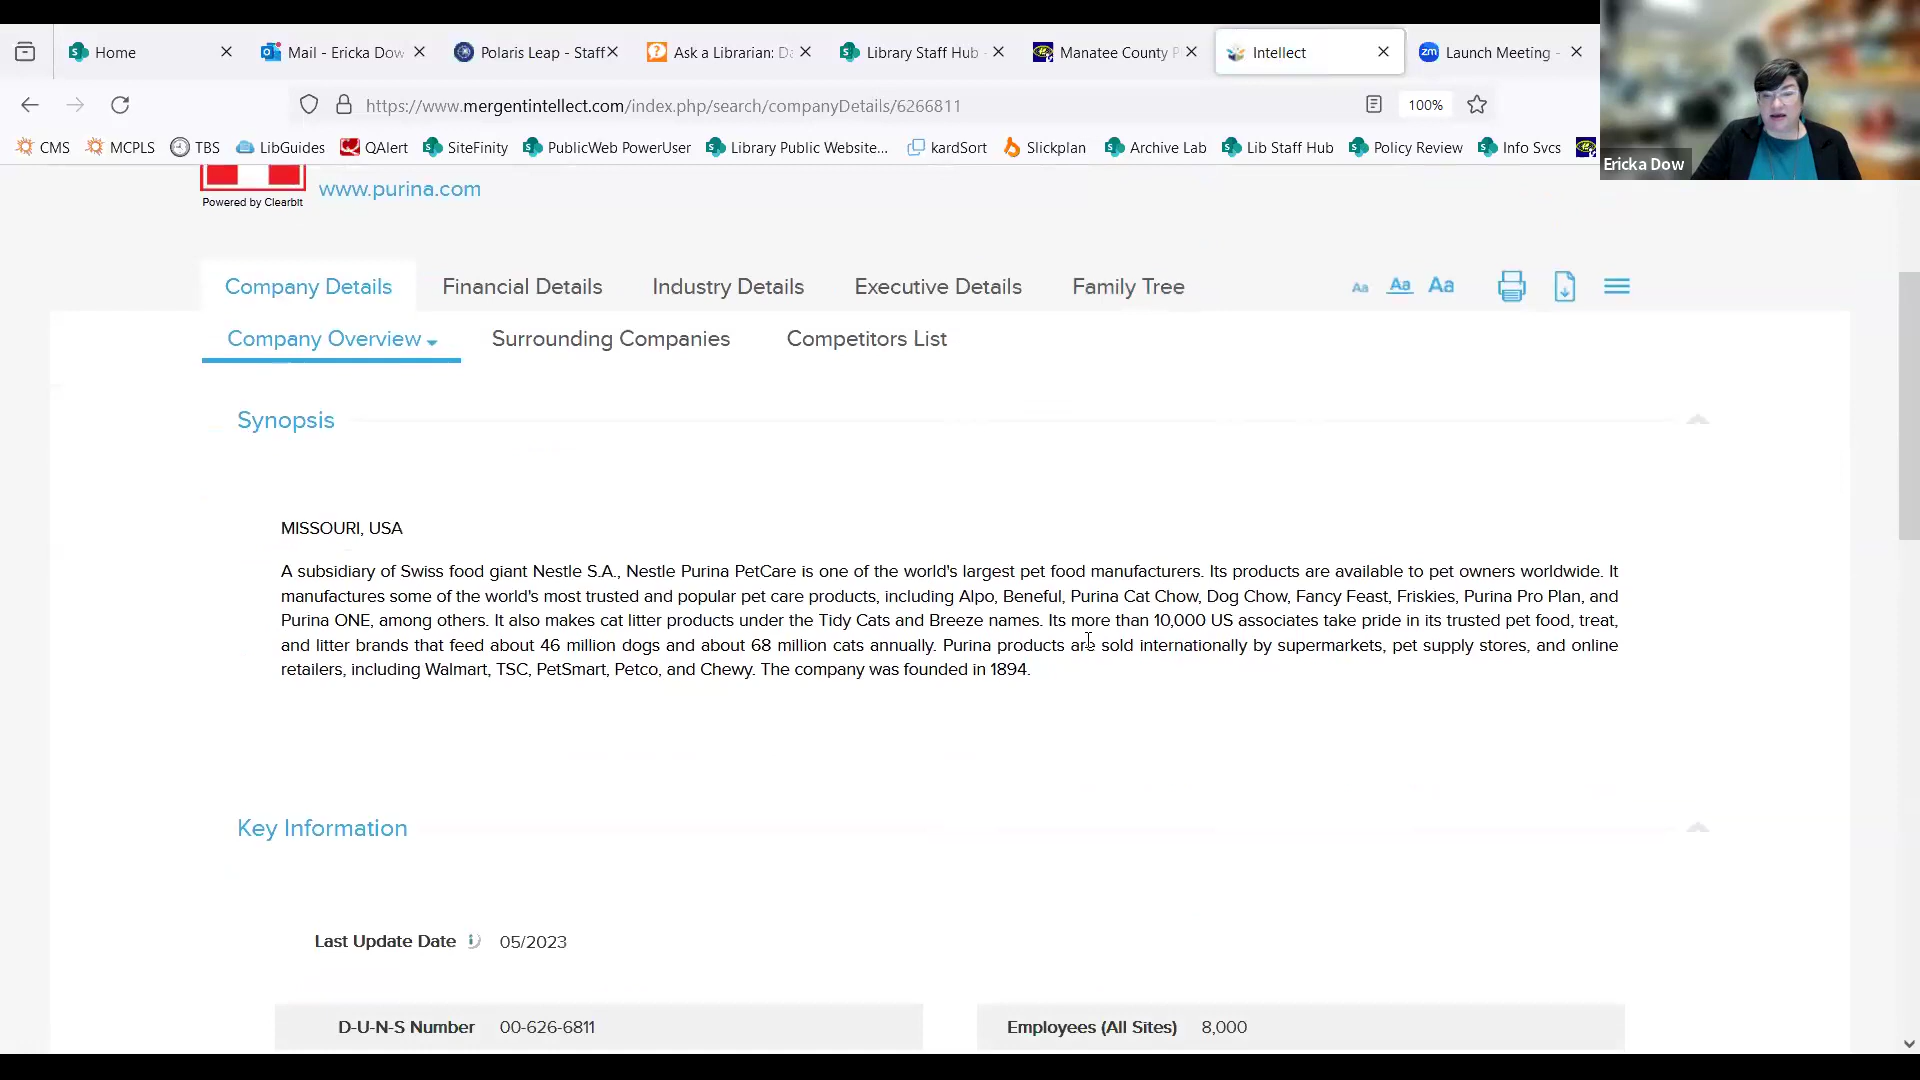 Home
Mail - Ericka Dow
Polaris Leap - Staff
Ask a Librarian: Da
Library Staff Hub -
Manatee County P
Intellect
Launch Meeting -
https://www.mergentintellect.com/index.php/search/companyDetails/6266811
100%
CMS
MCPLS
TBS
LibGuides
QAlert
SiteFinity
PublicWeb PowerUser
Library Public Website...
kardSort
Slickplan
Archive Lab
Lib Staff Hub
Policy Review
Info Svcs
Ericka Dow
Powered by Clearbit
www.purina.com
Company Details
Financial Details
Industry Details
Executive Details
Family Tree
Aa Aa Aa
Company Overview
Surrounding Companies
Competitors List
Synopsis
MISSOURI, USA
A subsidiary of Swiss food giant Nestle S.A., Nestle Purina PetCare is one of the world's largest pet food manufacturers. Its products are available to pet owners worldwide. It
manufactures some of the world's most trusted and popular pet care products, including Alpo, Beneful, Purina Cat Chow, Dog Chow, Fancy Feast, Friskies, Purina Pro Plan, and
Purina ONE, among others. It also makes cat litter products under the Tidy Cats and Breeze names. Its more than 10,000 US associates take pride in its trusted pet food, treat,
and litter brands that feed about 46 million dogs and about 68 million cats annually. Purina products are sold internationally by supermarkets, pet supply stores, and online
retailers, including Walmart, TSC, PetSmart, Petco, and Chewy. The company was founded in 1894.
Key Information
Last Update Date 05/2023
D-U-N-S Number 00-626-6811
Employees (All Sites) 8,000